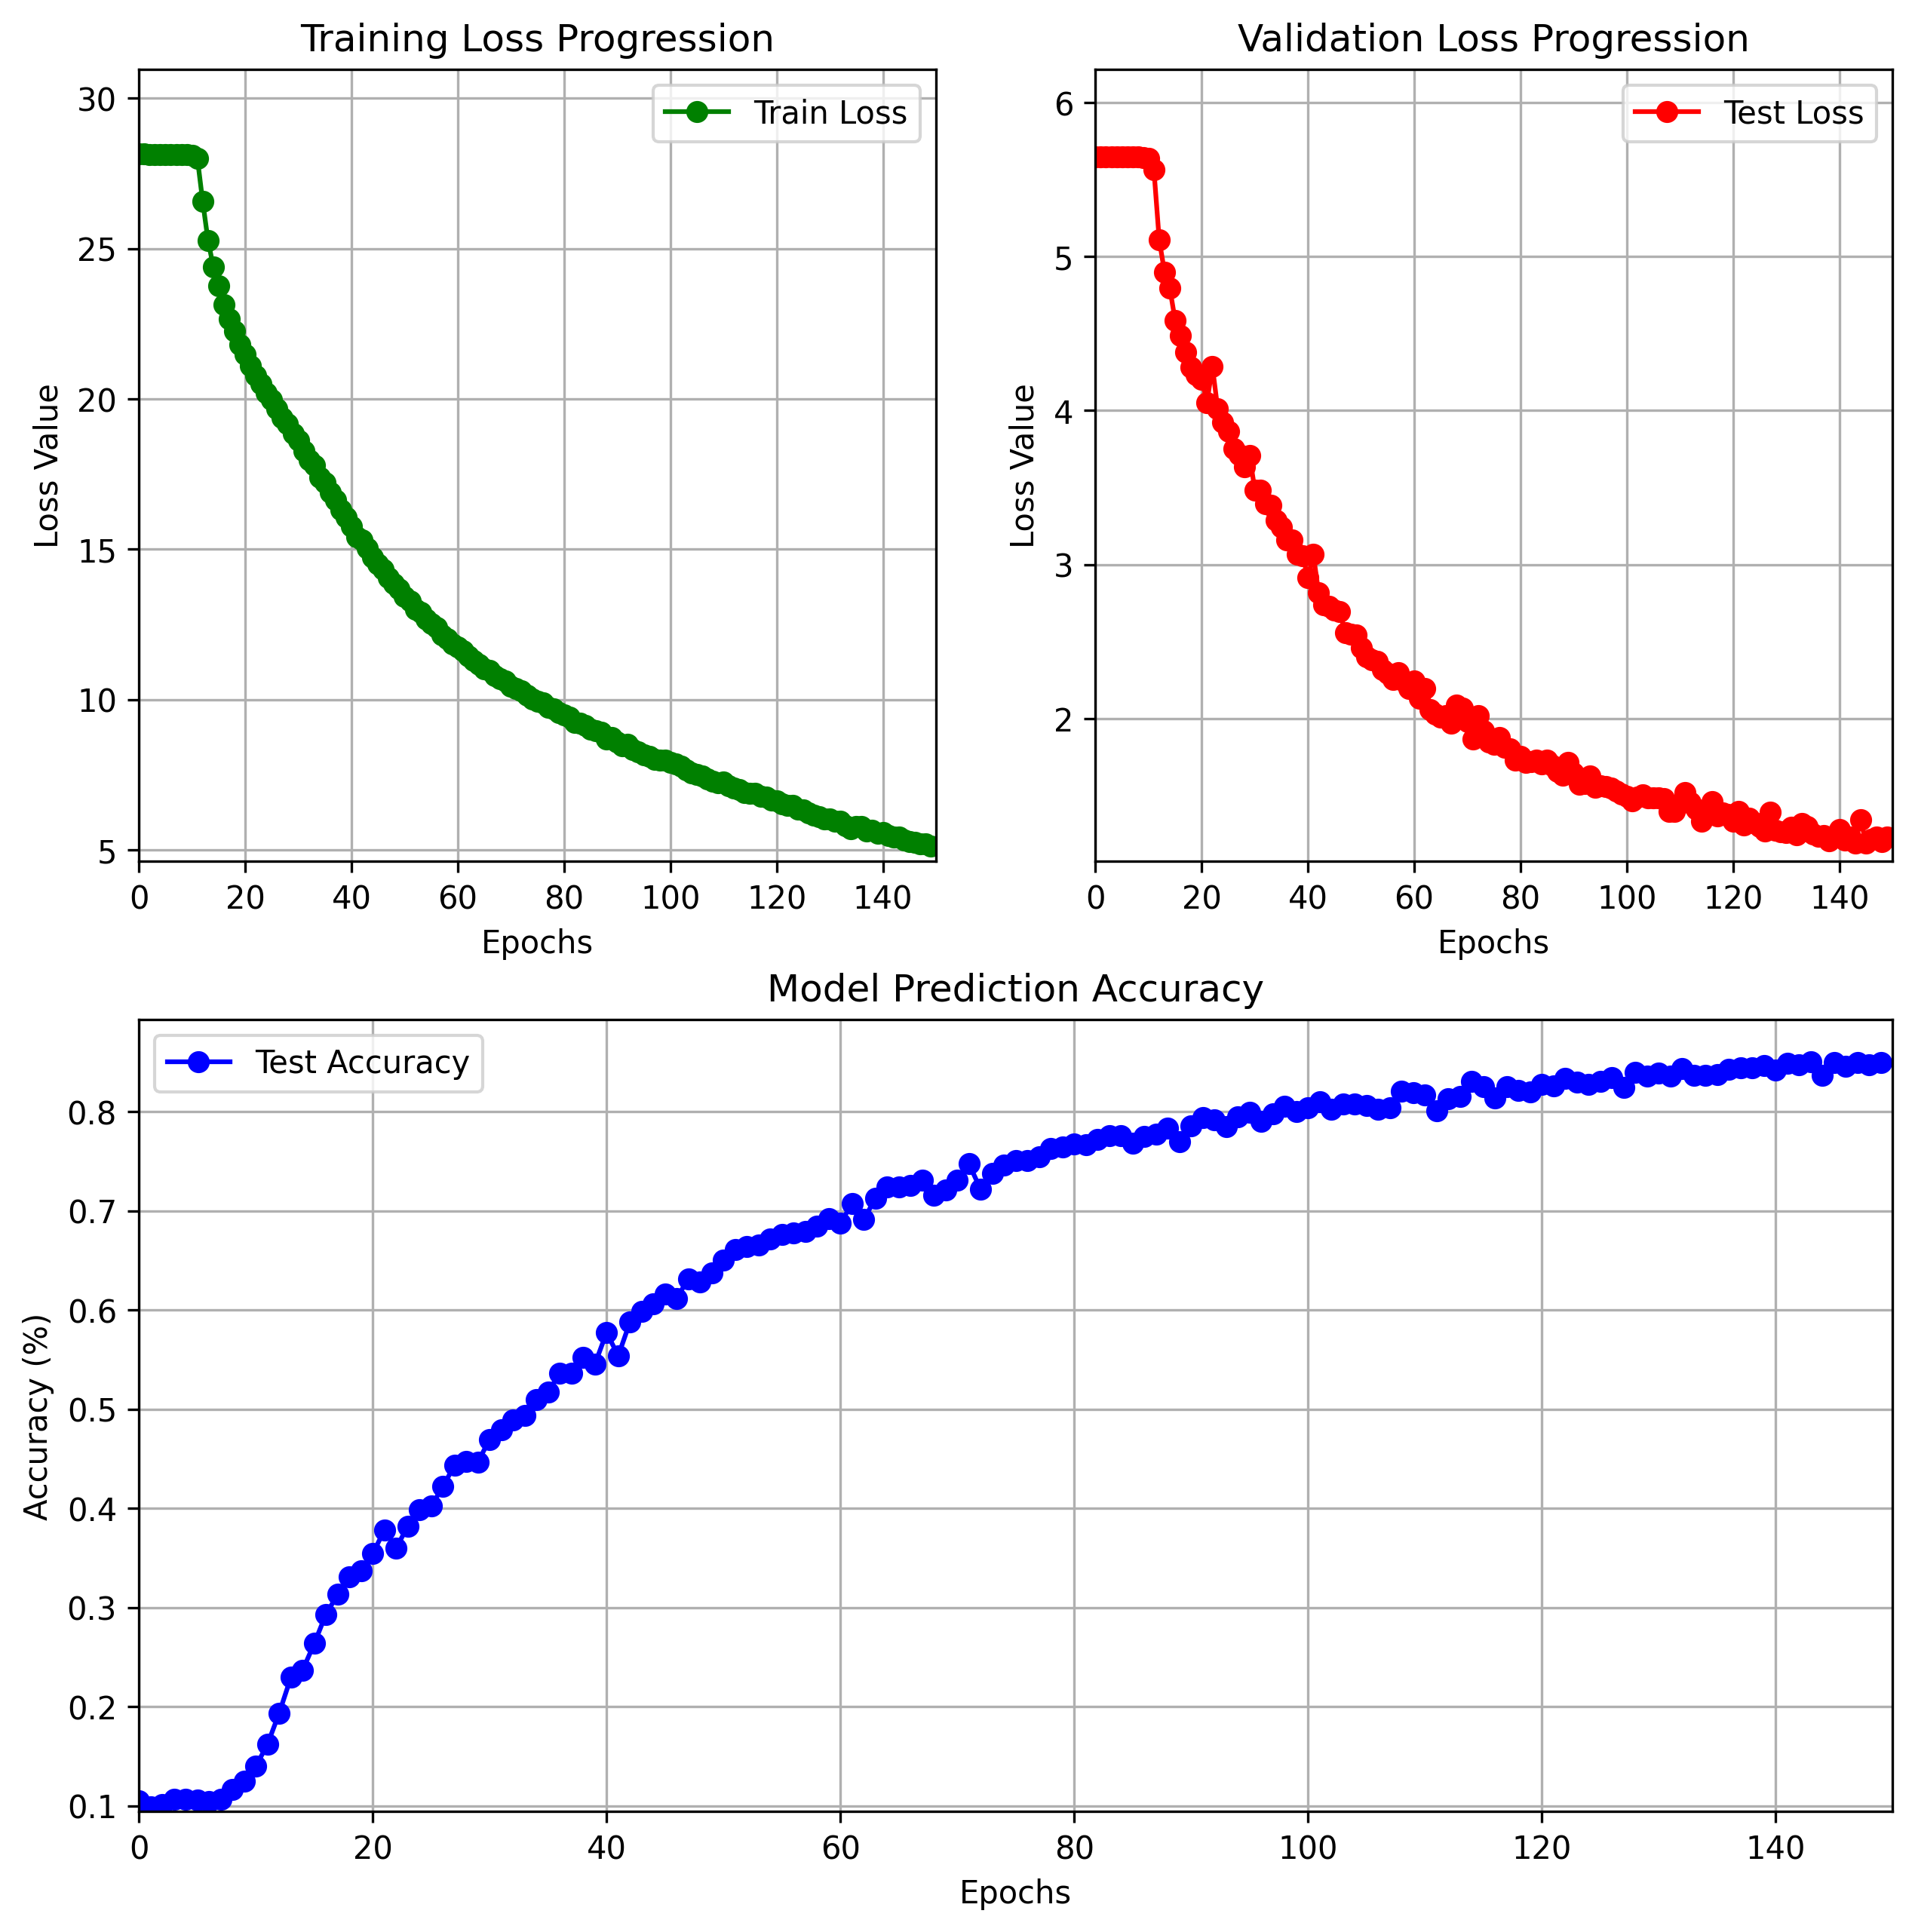 Training Loss Progression
Train Loss
30
25
20
15
10
5
Loss Value
0 20 40 60 80 100 120 140
Epochs
Validation Loss Progression
Test Loss
6
5
4
3
2
Loss Value
0 20 40 60 80 100 120 140
Epochs
Model Prediction Accuracy
Test Accuracy
0.8
0.7
0.6
0.5
0.4
0.3
0.2
0.1
Accuracy (%)
0 20 40 60 80 100 120 140
Epochs